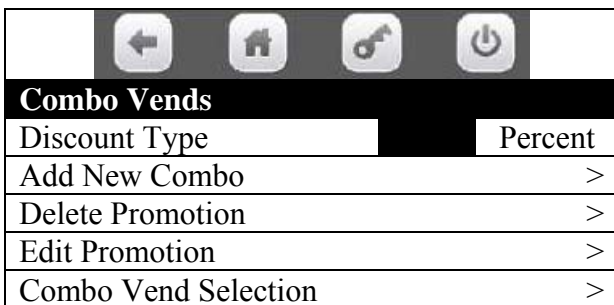 Combo Vends
Discount Type Percent
Add New Combo >
Delete Promotion >
Edit Promotion >
Combo Vend Selection >